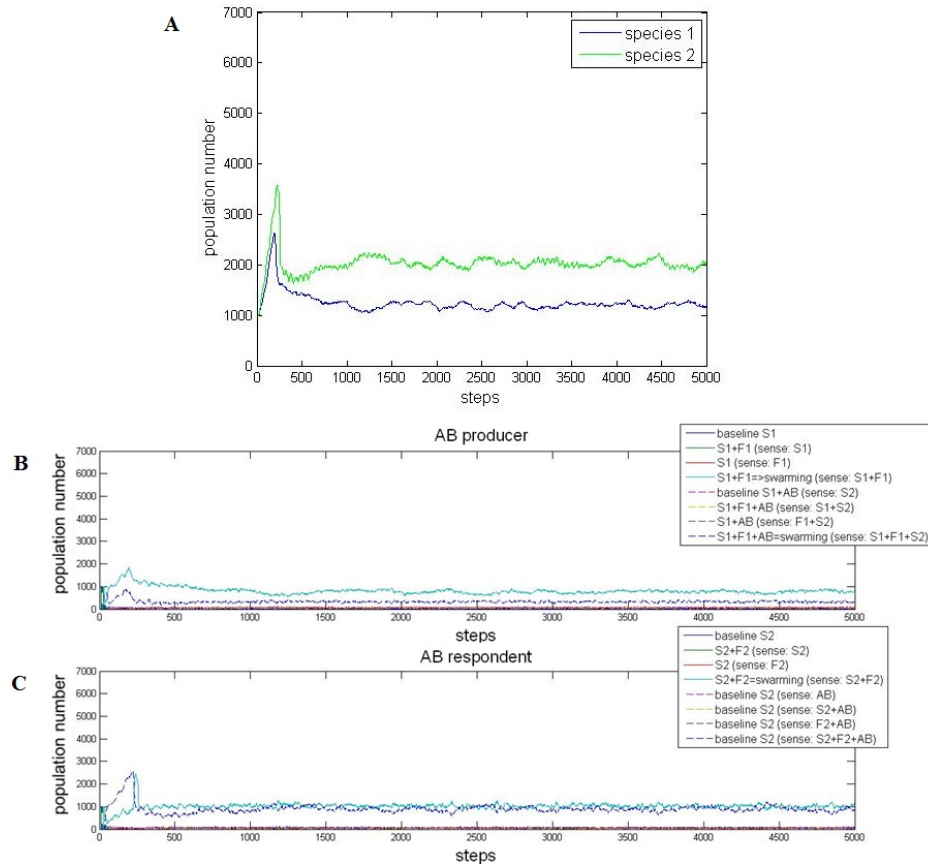 A
species 1
species 2
7000
6000
5000
4000
3000
2000
1000
0
population number
0 500 1000 1500 2000 2500 3000 3500 4000 4500 5000
steps
B
AB producer
baseline S1
S1+F1 (sense: S1)
S1 (sense: F1)
S1+F1=>swarming (sense: S1+F1)
baseline S1+AB (sense: S2)
S1+F1+AB (sense: S1+S2)
S1+AB (sense: F1+S2)
S1+F1+AB=swarming (sense: S1+F1+S2)
7000
6000
5000
4000
3000
2000
1000
0
population number
0 500 1000 1500 2000 2500 3000 3500 4000 4500 5000
steps
C
AB respondent
baseline S2
S2+F2 (sense: S2)
S2 (sense: F2)
S2+F2=swarming (sense: S2+F2)
baseline S2 (sense: AB)
baseline S2 (sense: S2+AB)
baseline S2 (sense: F2+AB)
baseline S2 (sense: S2+F2+AB)
7000
6000
5000
4000
3000
2000
1000
0
population number
0 500 1000 1500 2000 2500 3000 3500 4000 4500 5000
steps